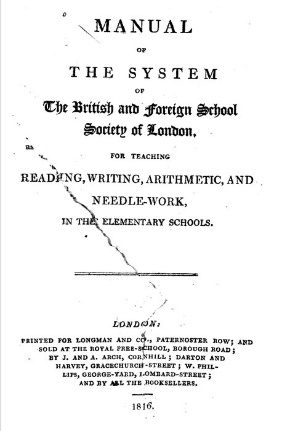 MANUAL
OF
THE SYSTEM
OF
The British and Foreign School
Society of London,
FOR TEACHING
READING, WRITING, ARITHMETIC, AND
NEEDLE-WORK,
IN THE ELEMENTARY SCHOOLS.
LONDON:
PRINTED FOR LONGMAN AND CO., PATERNOSTER ROW; AND
SOLD AT THE ROYAL FREE-SCHOOL, BOROUGH ROAD;
BY J. AND A. ARCH, CORNHILL; DARTON AND
HARVEY, GRACECHURCH-STREET; W. PHIL-
LIPS, GEORGE-YARD, LOMBARD-STREET;
AND BY ALL THE BOOKSELLERS.
1816.